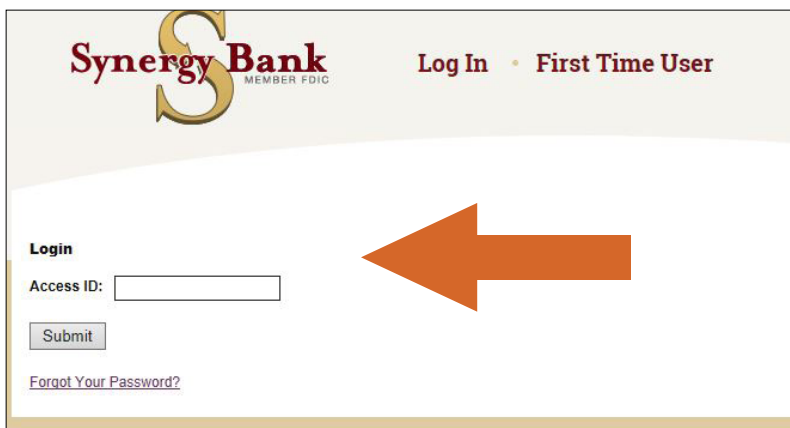 Synergy Bank
MEMBER FDIC
Log In • First Time User
Login
Access ID:
Submit
Forgot Your Password?